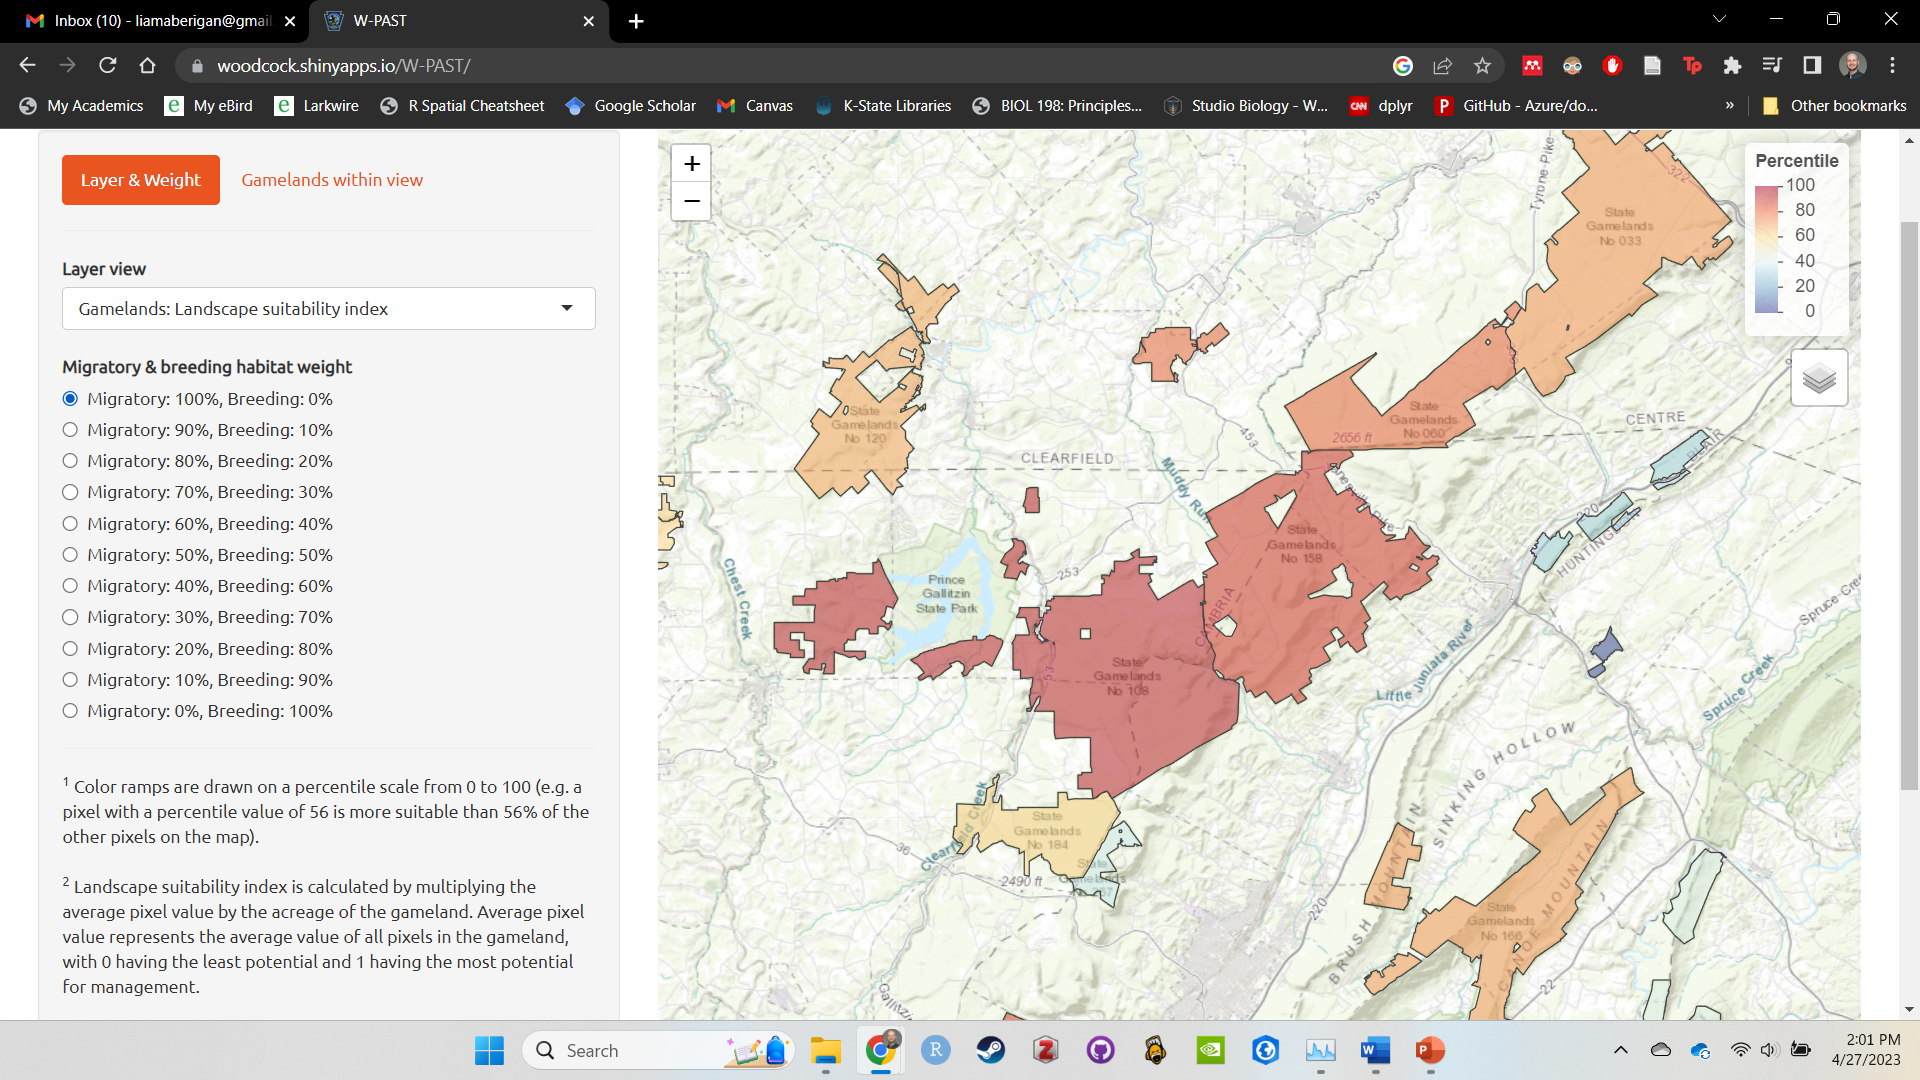 Inbox (10) - liamaberigan@gmai
W-PAST
woodcock.shinyapps.io/W-PAST/
My Academics
My eBird
Larkwire
R Spatial Cheatsheet
Google Scholar
Canvas
K-State Libraries
BIOL 198: Principles...
Studio Biology - W...
dplyr
GitHub - Azure/do...
»
Other bookmarks
Layer & Weight
Gamelands within view
Layer view
Gamelands: Landscape suitability index
Migratory & breeding habitat weight
Migratory: 100%, Breeding: 0%
Migratory: 90%, Breeding: 10%
Migratory: 80%, Breeding: 20%
Migratory: 70%, Breeding: 30%
Migratory: 60%, Breeding: 40%
Migratory: 50%, Breeding: 50%
Migratory: 40%, Breeding: 60%
Migratory: 30%, Breeding: 70%
Migratory: 20%, Breeding: 80%
Migratory: 10%, Breeding: 90%
Migratory: 0%, Breeding: 100%
1 Color ramps are drawn on a percentile scale from 0 to 100 (e.g. a
pixel with a percentile value of 56 is more suitable than 56% of the
other pixels on the map).
2 Landscape suitability index is calculated by multiplying the
average pixel value by the acreage of the gameland. Average pixel
value represents the average value of all pixels in the gameland,
with 0 having the least potential and 1 having the most potential
for management.
+
−
Percentile
100
80
60
40
20
0
Tyrone-Pike
322
53
State
Gamelands
No 033
State
Gamelands
No 120
State
Gamelands
No 060
2656 ft
453
CENTRE
BLAIR
CLEARFIELD
Muddy Run
State
Gamelands
No 158
220
Chest Creek
253
Prince
Gallitzin
State Park
CAMBRIA
53
State
Gamelands
No 108
Little Juniata River
Spruce Creek
SINKING HOLLOW
Clearfield Creek
State
Gamelands
No 184
36
2490 ft
220
BRUSH MOUNTAIN
State
Gamelands
No 166
CANOE MOUNTAIN
22
Search
2:01 PM
4/27/2023